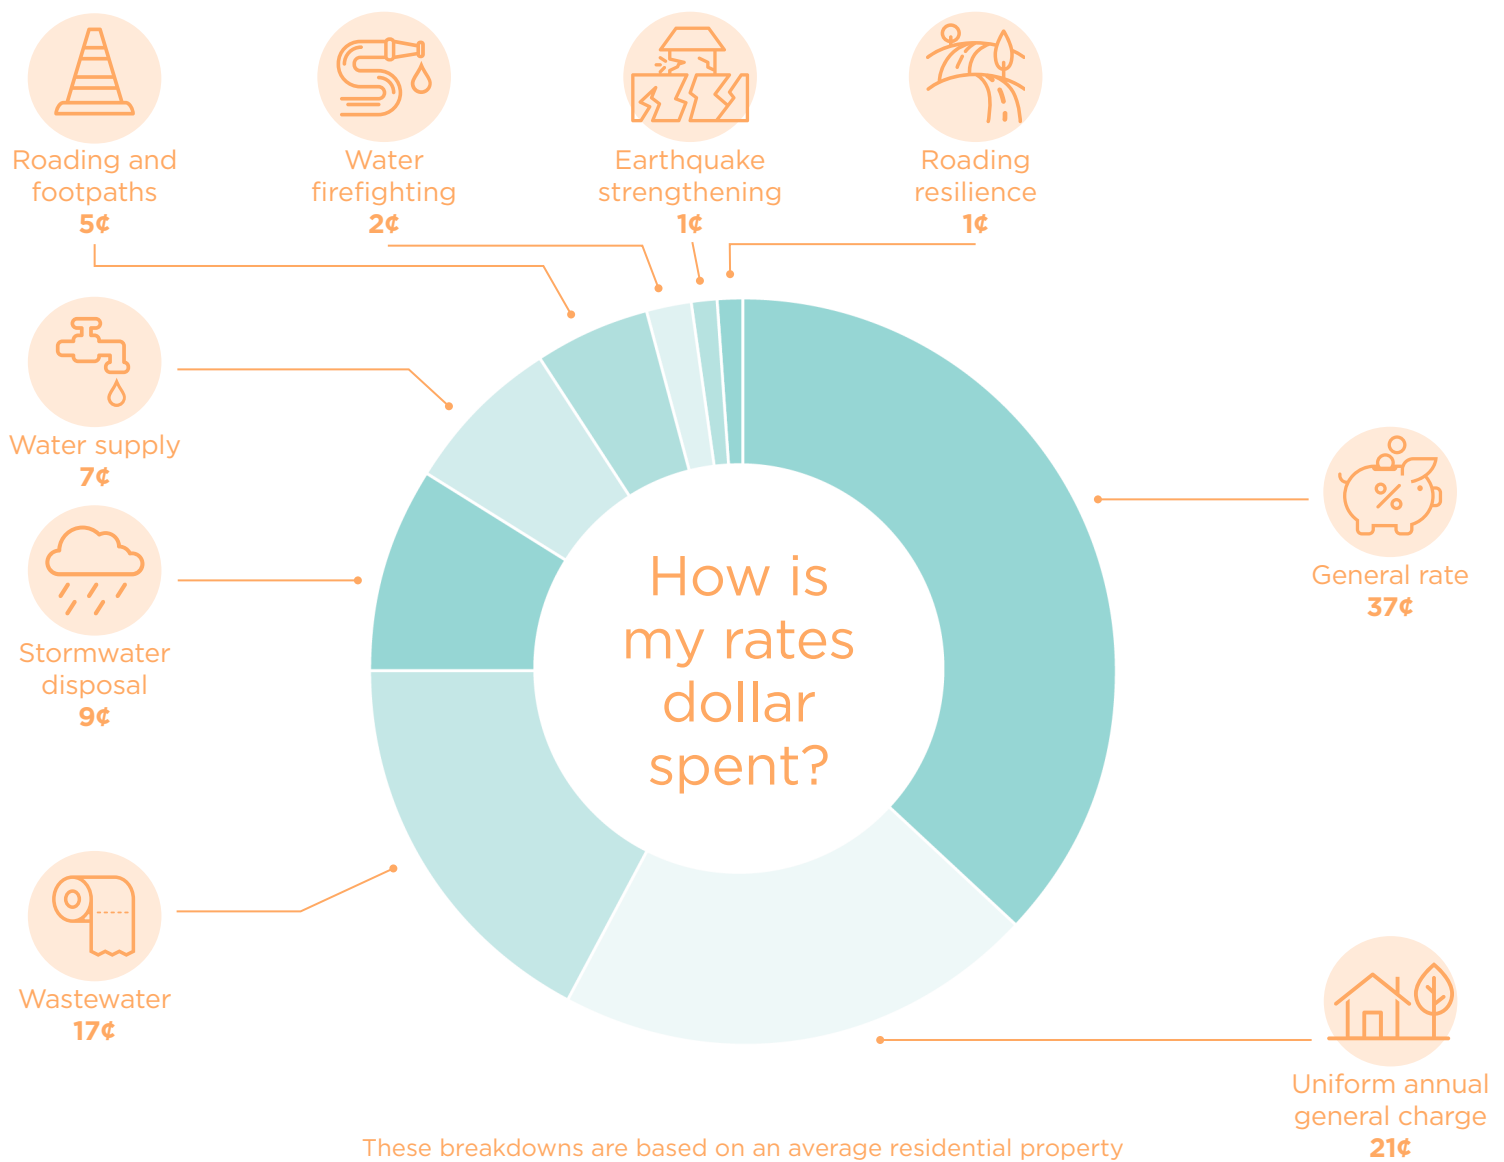 Roading and
footpaths
5¢
Water
firefighting
2¢
Earthquake
strengthening
1¢
Roading
resilience
1¢
Water supply
7¢
Stormwater
disposal
9¢
Wastewater
17¢
How is
my rates
dollar
spent?
General rate
37¢
Uniform annual
general charge
21¢
These breakdowns are based on an average residential property